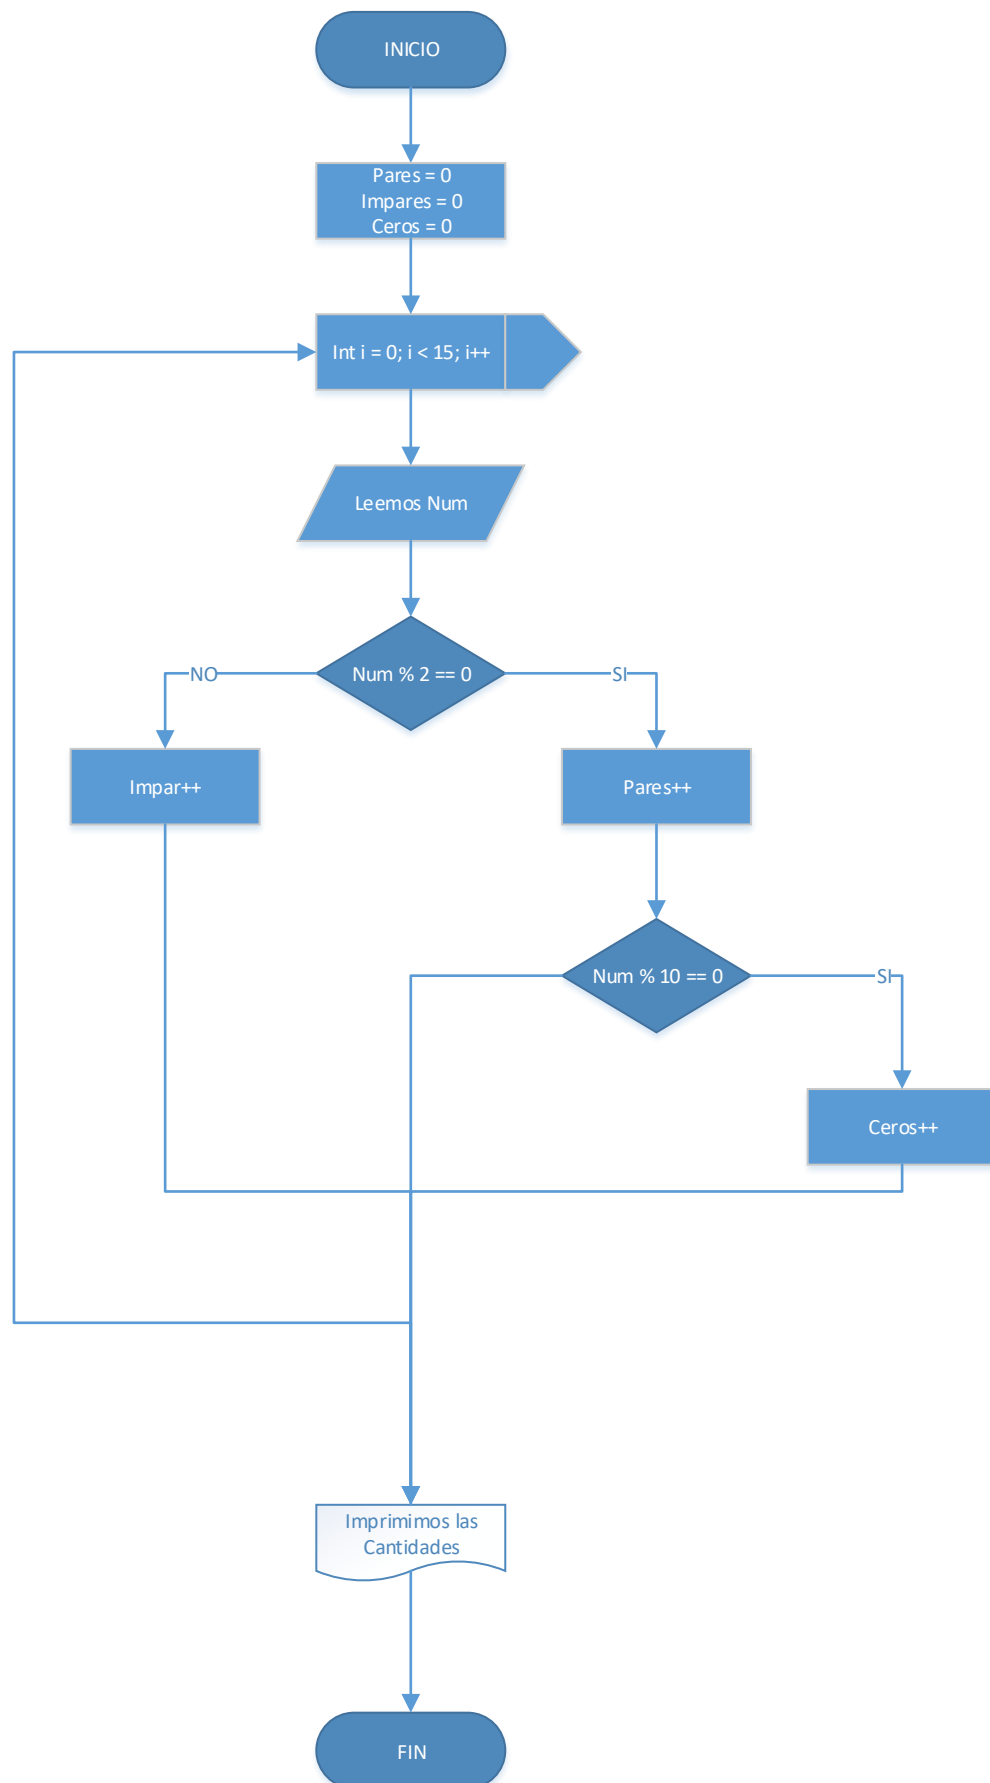 INICIO
Pares = 0
Impares = 0
Ceros = 0
Int i = 0; i < 15; i++
Leemos Num
Num % 2 == 0
NO
SI
Impar++
Pares++
Num % 10 == 0
SI
Ceros++
Imprimimos las
Cantidades
FIN